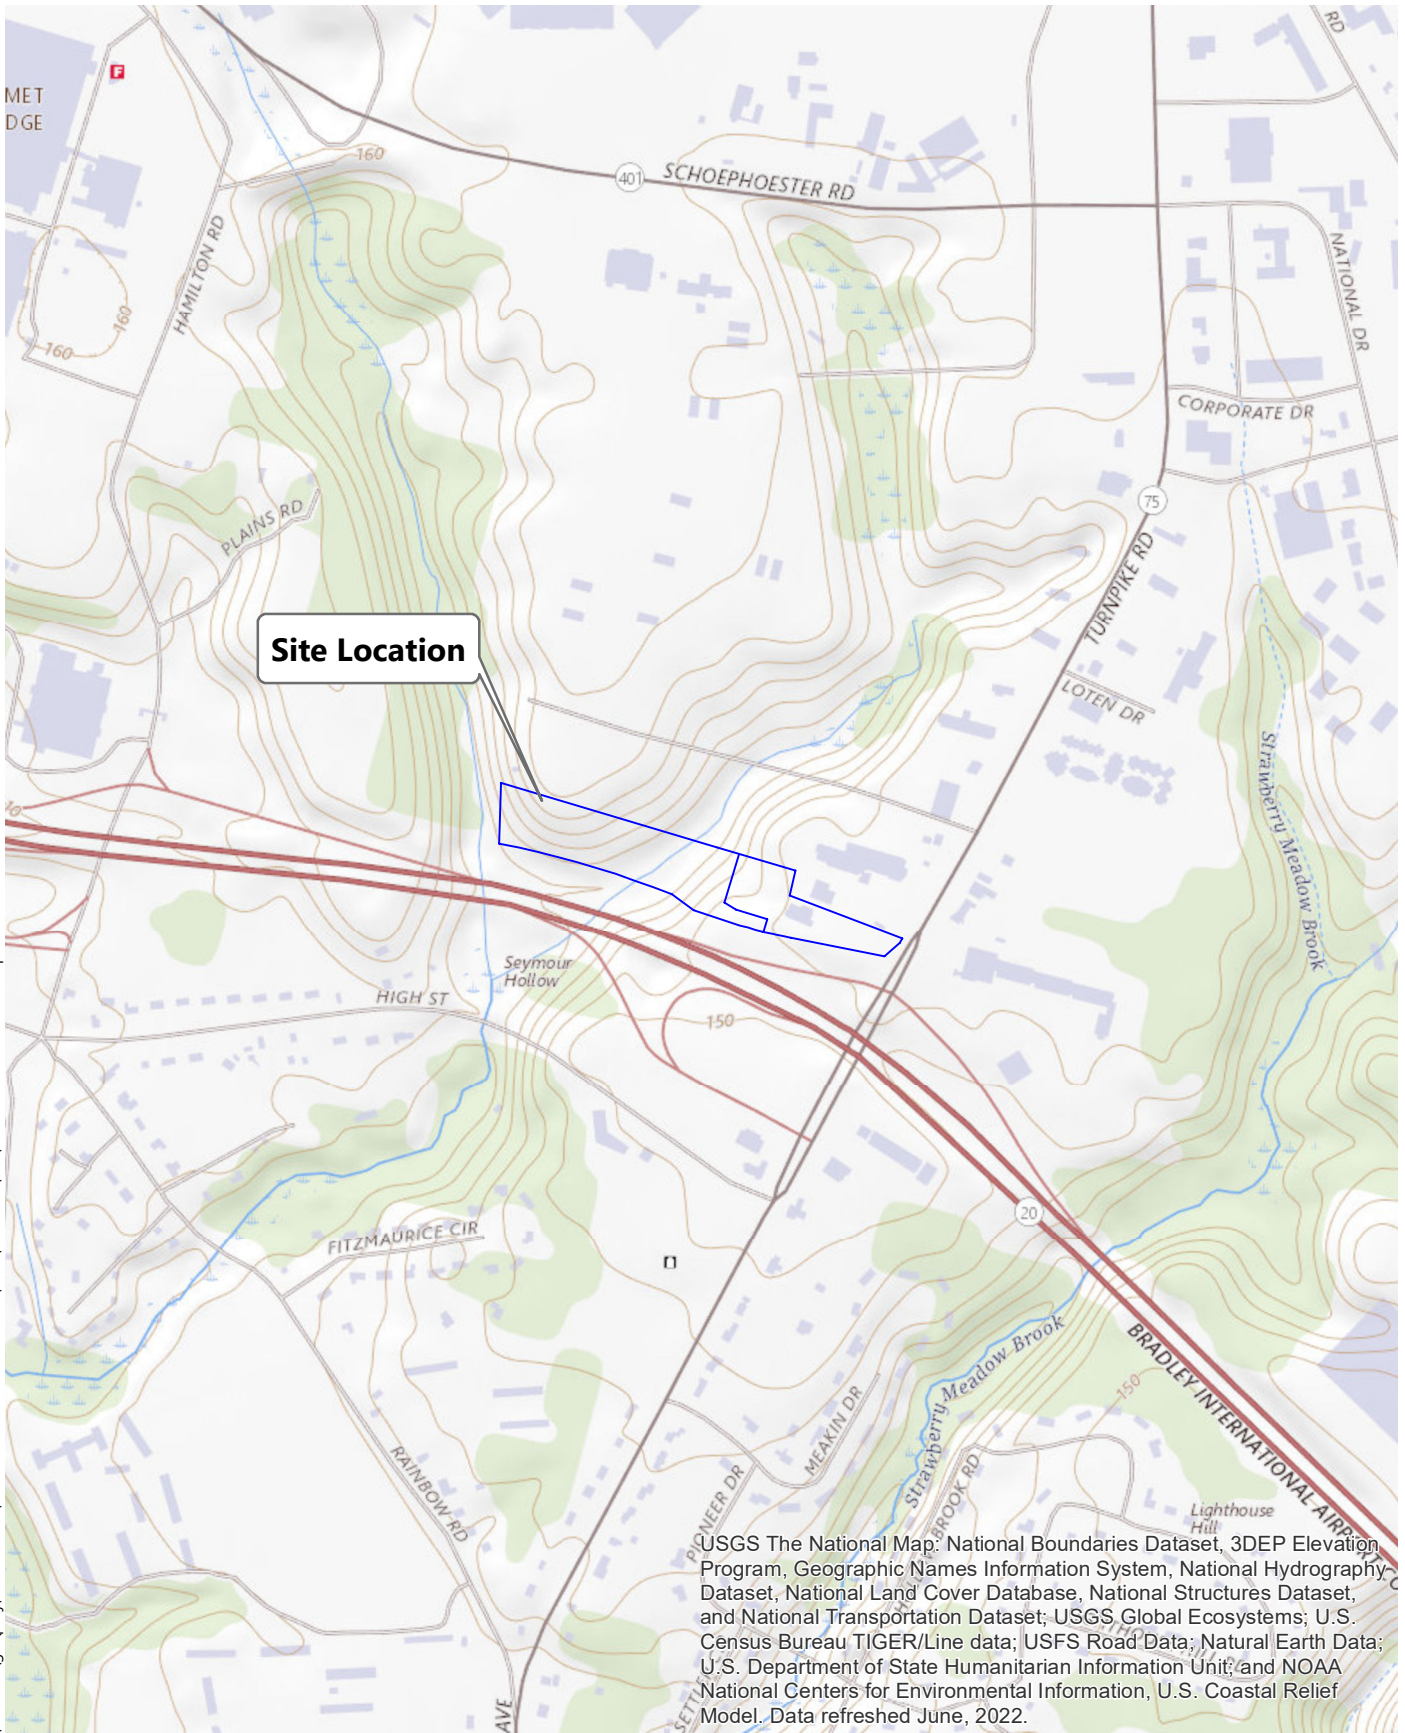 RD
F
MET
DGE
160
401
SCHOEPHOESTER RD
HAMILTON RD
NATIONAL DR
160
160
CORPORATE DR
75
PLAINS RD
TURNPIKE RD
Site Location
LOTEN DR
Strawberry Meadow Brook
Seymour
Hollow
HIGH ST
150
20
FITZMAURICE CIR
BRADLEY INTERNATIONAL AIRPORT CO
Strawberry Meadow Brook
150
MEAKIN DR
RAINBOW RD
PIONEER DR
BROOK RD
Lighthouse
Hill
USGS The National Map: National Boundaries Dataset, 3DEP Elevation
Program, Geographic Names Information System, National Hydrography
Dataset, National Land Cover Database, National Structures Dataset,
and National Transportation Dataset; USGS Global Ecosystems; U.S.
Census Bureau TIGER/Line data; USFS Road Data; Natural Earth Data;
U.S. Department of State Humanitarian Information Unit; and NOAA
National Centers for Environmental Information, U.S. Coastal Relief
Model. Data refreshed June, 2022.
AVE